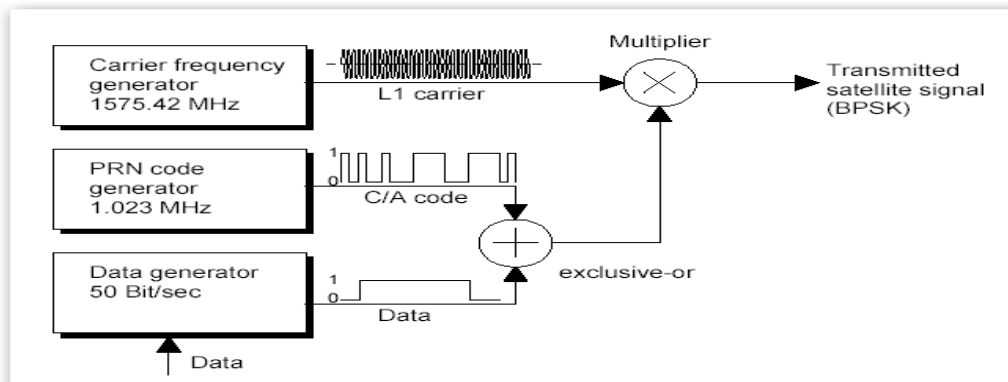 Carrier frequency
generator
1575.42 MHz
L1 carrier
Multiplier
Transmitted
satellite signal
(BPSK)
PRN code
generator
1.023 MHz
1
0
C/A code
exclusive-or
Data generator
50 Bit/sec
1
0
Data
Data